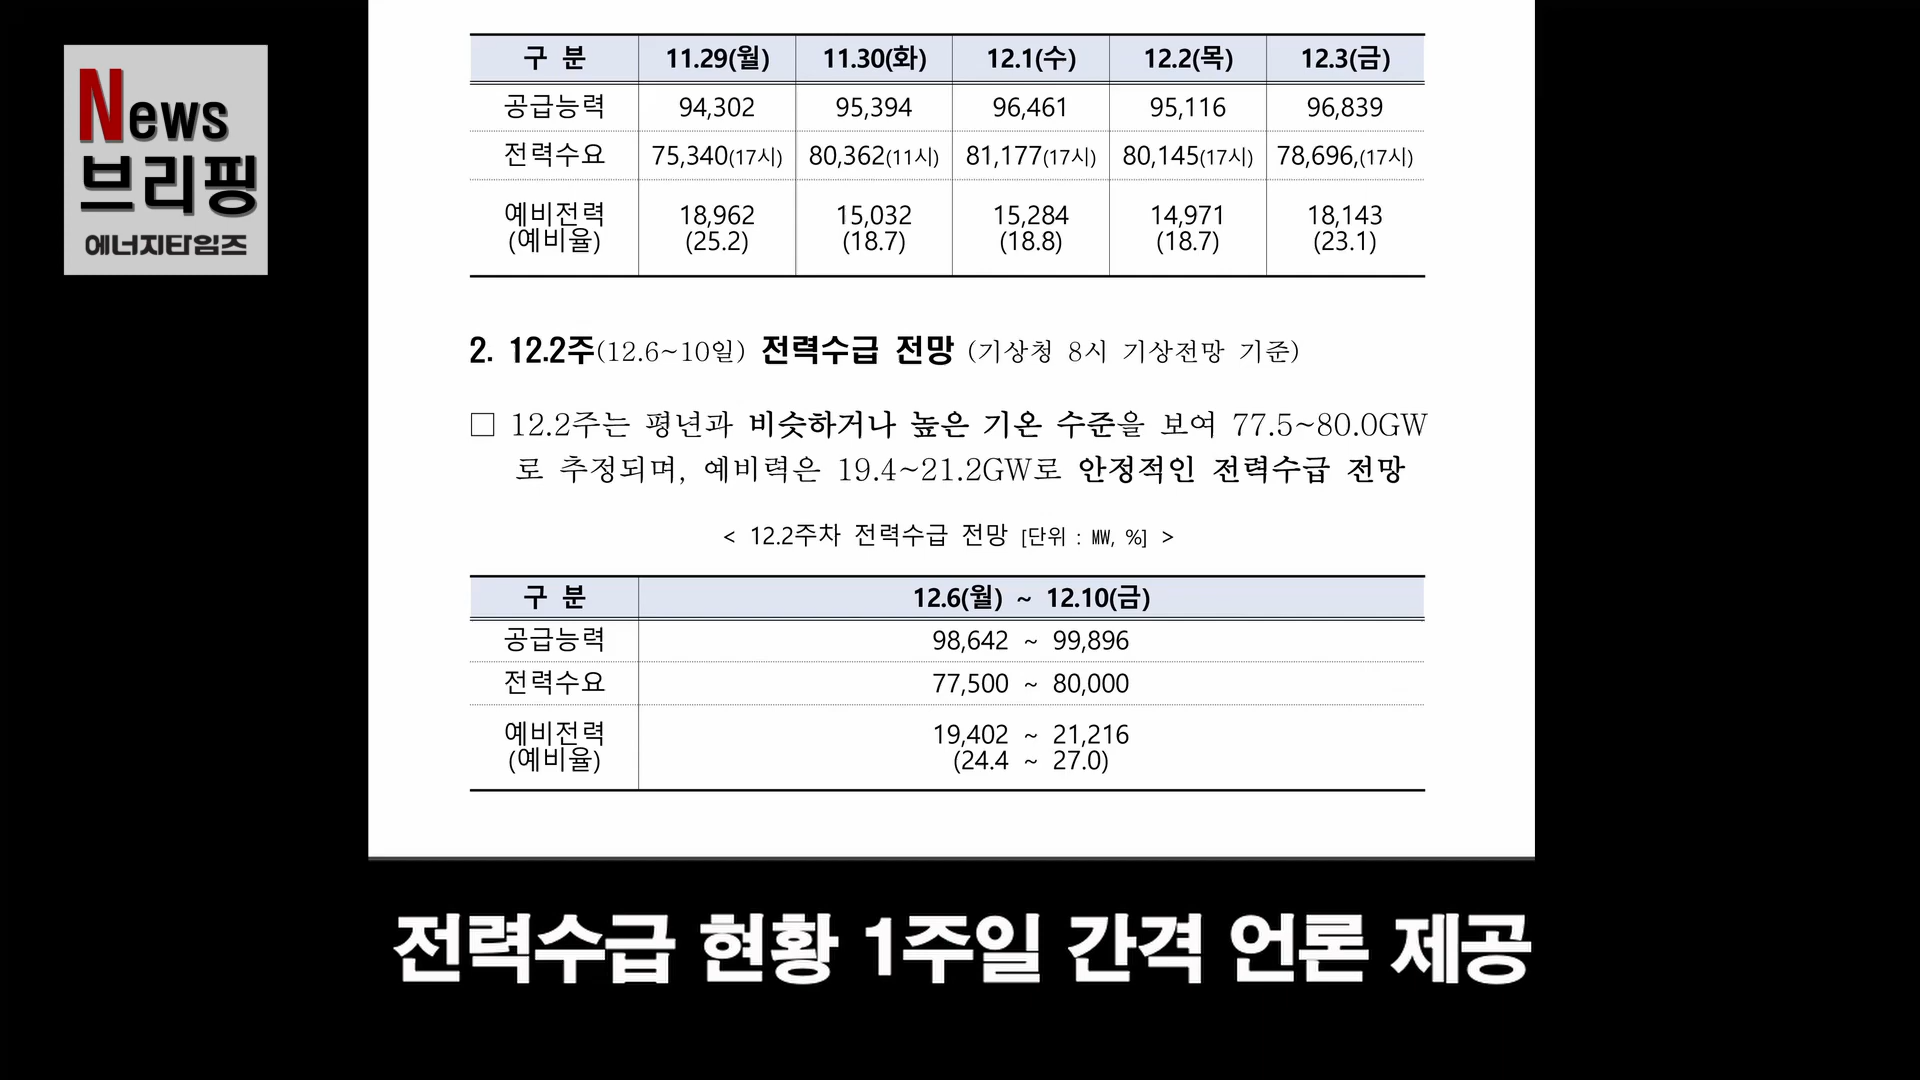 News
브리핑
에너지타임즈
구 분 11.29(월) 11.30(화) 12.1(수) 12.2(목) 12.3(금)
공급능력 94,302 95,394 96,461 95,116 96,839
전력수요 75,340(17시) 80,362(11시) 81,177(17시) 80,145(17시) 78,696,(17시)
예비전력 18,962 15,032 15,284 14,971 18,143
(예비율) (25.2) (18.7) (18.8) (18.7) (23.1)
2. 12.2주(12.6~10일) 전력수급 전망 (기상청 8시 기상전망 기준)
□ 12.2주는 평년과 비슷하거나 높은 기온 수준을 보여 77.5~80.0GW
로 추정되며, 예비력은 19.4~21.2GW로 안정적인 전력수급 전망
< 12.2주차 전력수급 전망 [단위 : ㎿, %] >
구 분 12.6(월) ~ 12.10(금)
공급능력 98,642 ~ 99,896
전력수요 77,500 ~ 80,000
예비전력 19,402 ~ 21,216
(예비율) (24.4 ~ 27.0)
전력수급 현황 1주일 간격 언론 제공